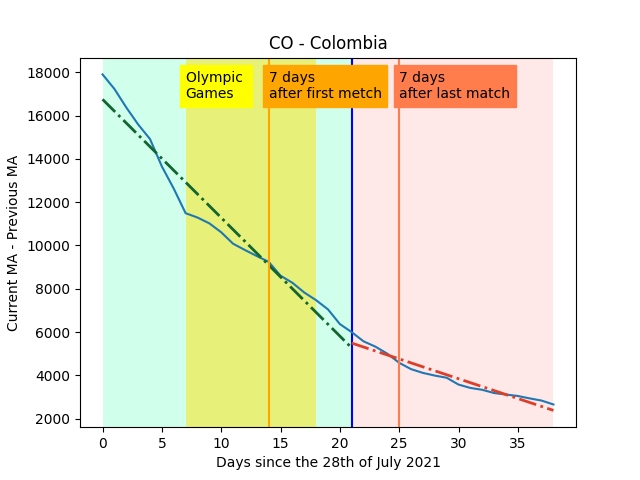 CO - Colombia
Olympic
Games
7 days
after first metch
7 days
after last match
Current MA - Previous MA
18000
16000
14000
12000
10000
8000
6000
4000
2000
0 5 10 15 20 25 30 35
Days since the 28th of July 2021